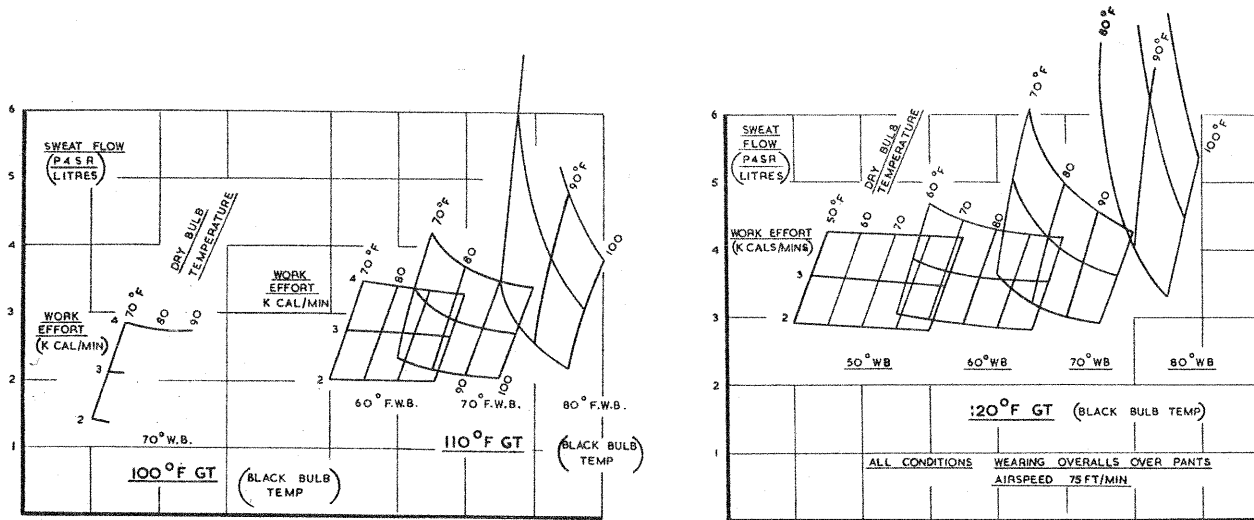 6
5
4
3
2
1
SWEAT FLOW
(P4SR
LITRES)
DRY BULB
TEMPERATURE
WORK
EFFORT
(K CAL/MIN)
4
3
2
70°F
80
90
70°W.B.
100°F GT (BLACK BULB
TEMP)
WORK
EFFORT
K CAL/MIN
4
3
2
70°F
80
60°F.W.B.
70°F
80
90
100
70°F.W.B.
90°F
100
80°F.W.B.
110°F GT (BLACK BULB
TEMP)
6
5
4
3
2
1
SWEAT
FLOW
(P4SR
LITRES)
DRY BULB
TEMPERATURE
WORK EFFORT
(K CALS/MINS)
3
2
50°F
60
70
50°WB
60°F
70
80
60°WB
70°F
80
90
70°WB
80°F
90°F
100°F
80°WB
120°F GT (BLACK BULB TEMP)
ALL CONDITIONS WEARING OVERALLS OVER PANTS
AIRSPEED 75 FT/MIN